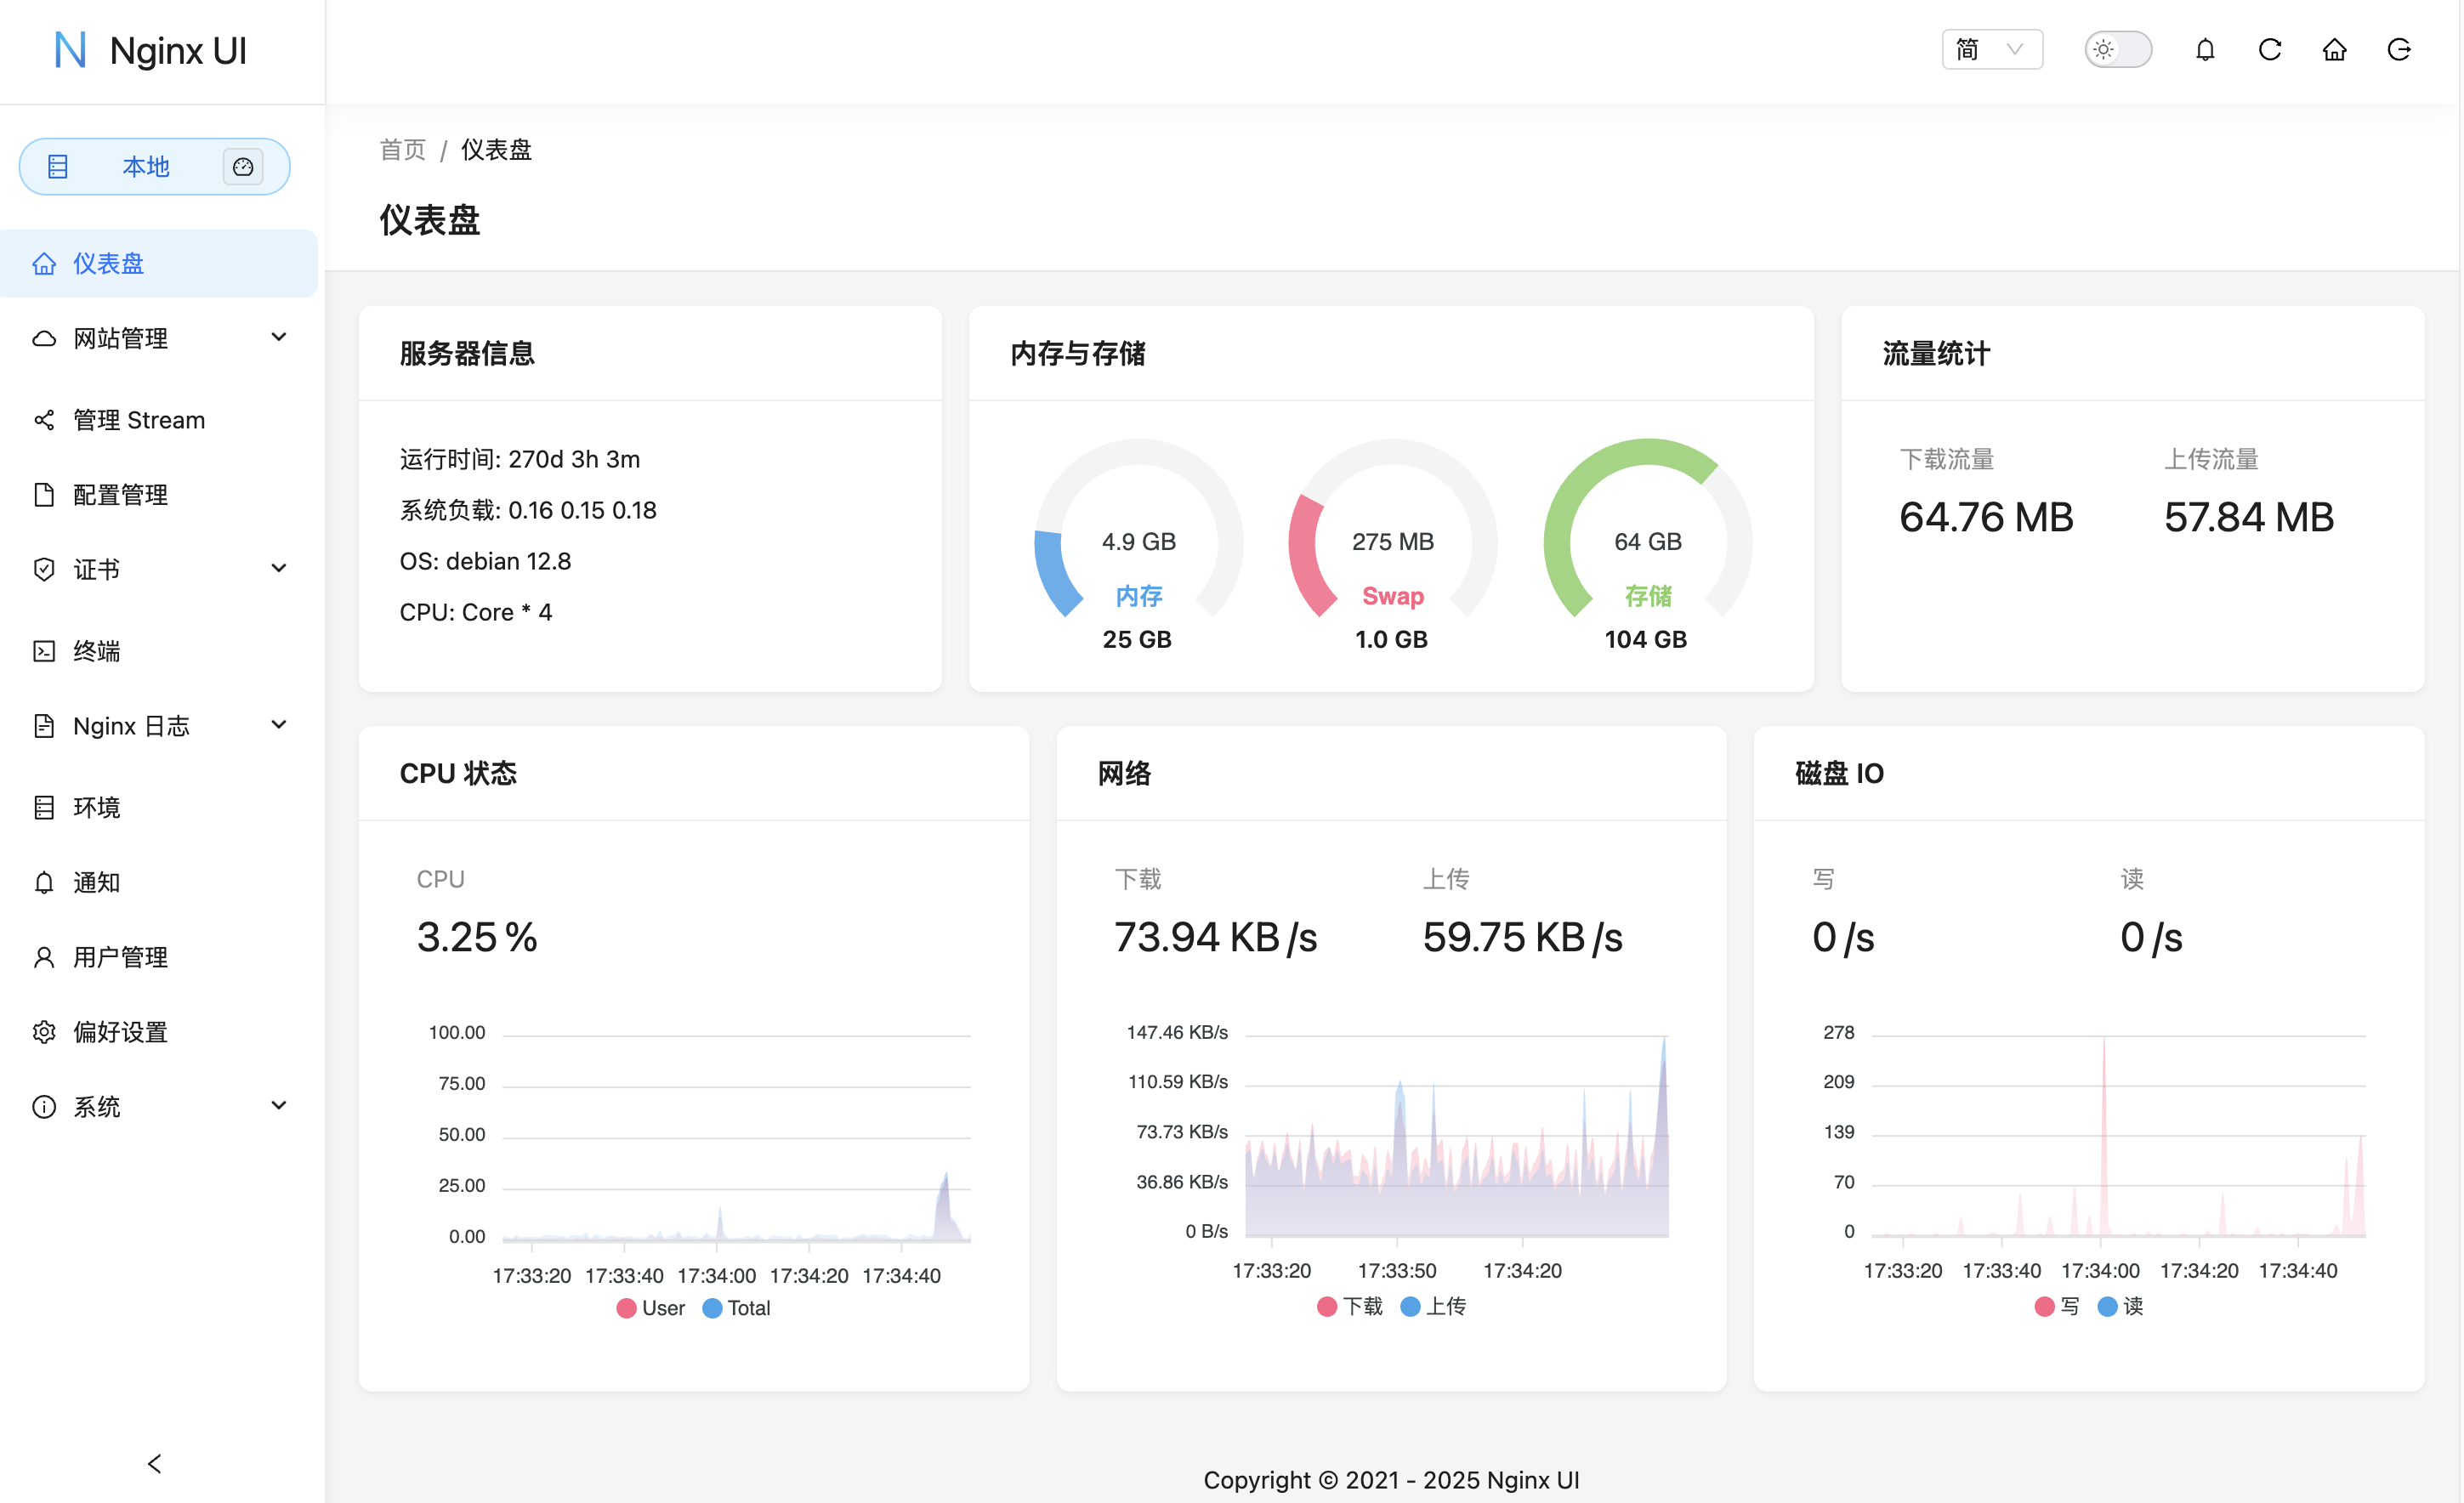 Nginx UI
简
本地
仪表盘
网站管理
管理 Stream
配置管理
证书
终端
Nginx 日志
环境
通知
用户管理
偏好设置
系统
首页 / 仪表盘
仪表盘
服务器信息
运行时间: 270d 3h 3m
系统负载: 0.16 0.15 0.18
OS: debian 12.8
CPU: Core * 4
内存与存储
4.9 GB
内存
25 GB
275 MB
Swap
1.0 GB
64 GB
存储
104 GB
流量统计
下载流量
64.76 MB
上传流量
57.84 MB
CPU 状态
CPU
3.25 %
100.00
75.00
50.00
25.00
0.00
17:33:20 17:33:40 17:34:00 17:34:20 17:34:40
User Total
网络
下载
73.94 KB /s
上传
59.75 KB /s
147.46 KB/s
110.59 KB/s
73.73 KB/s
36.86 KB/s
0 B/s
17:33:20 17:33:50 17:34:20
下载 上传
磁盘 IO
写
0 /s
读
0 /s
278
209
139
70
0
17:33:20 17:33:40 17:34:00 17:34:20 17:34:40
写 读
Copyright © 2021 - 2025 Nginx UI